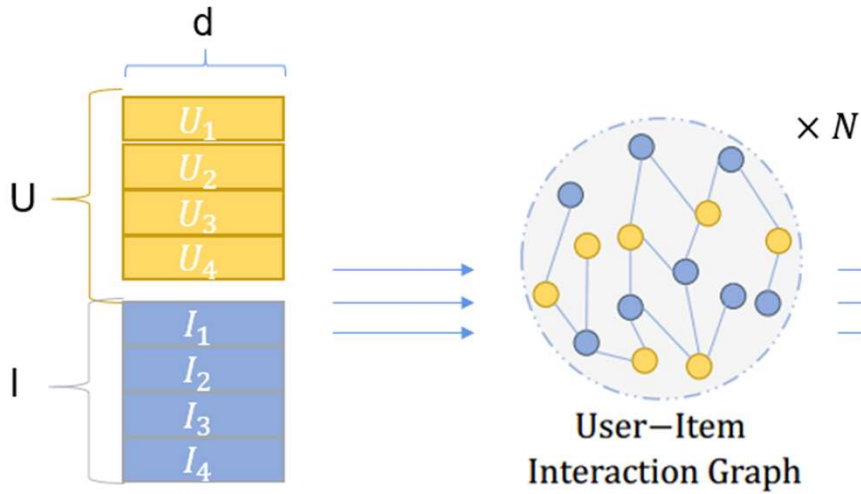 d
U
U₁
U₂
U₃
U₄
I
I₁
I₂
I₃
I₄
× N
User−Item
Interaction Graph